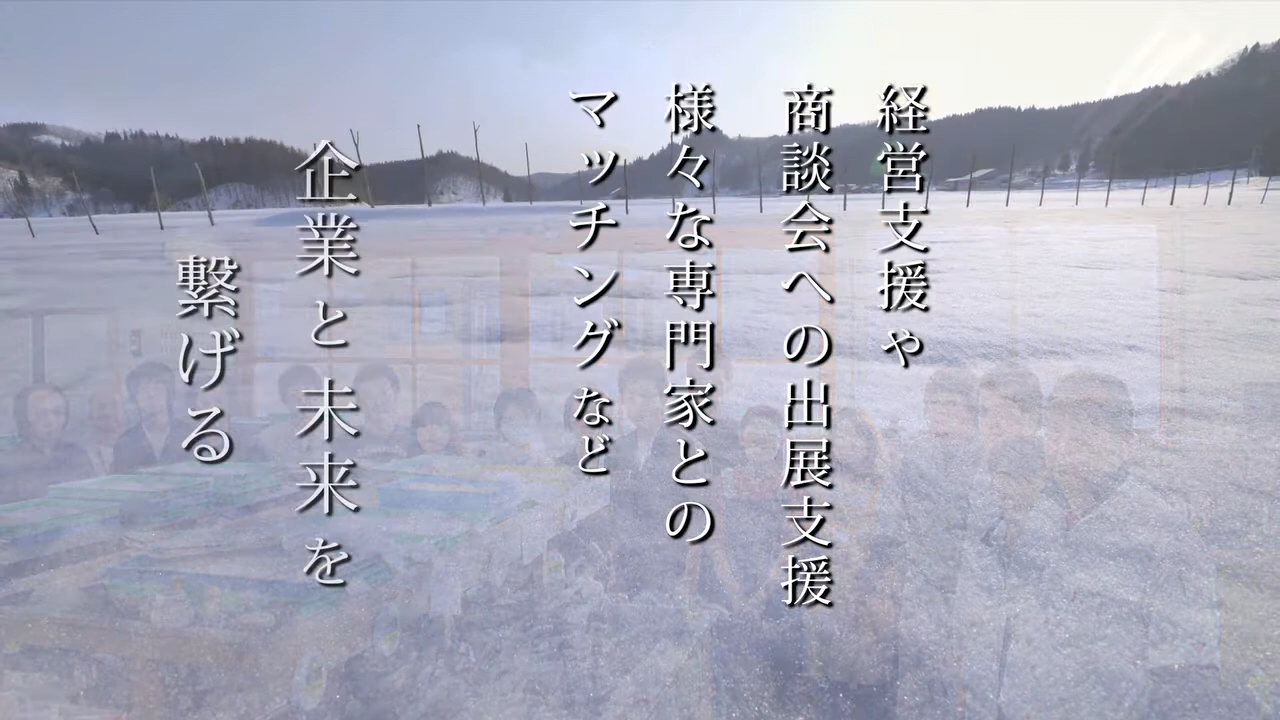 経営支援や
商談会への出展支援
様々な専門家との
マッチングなど
企業と未来を
繋げる